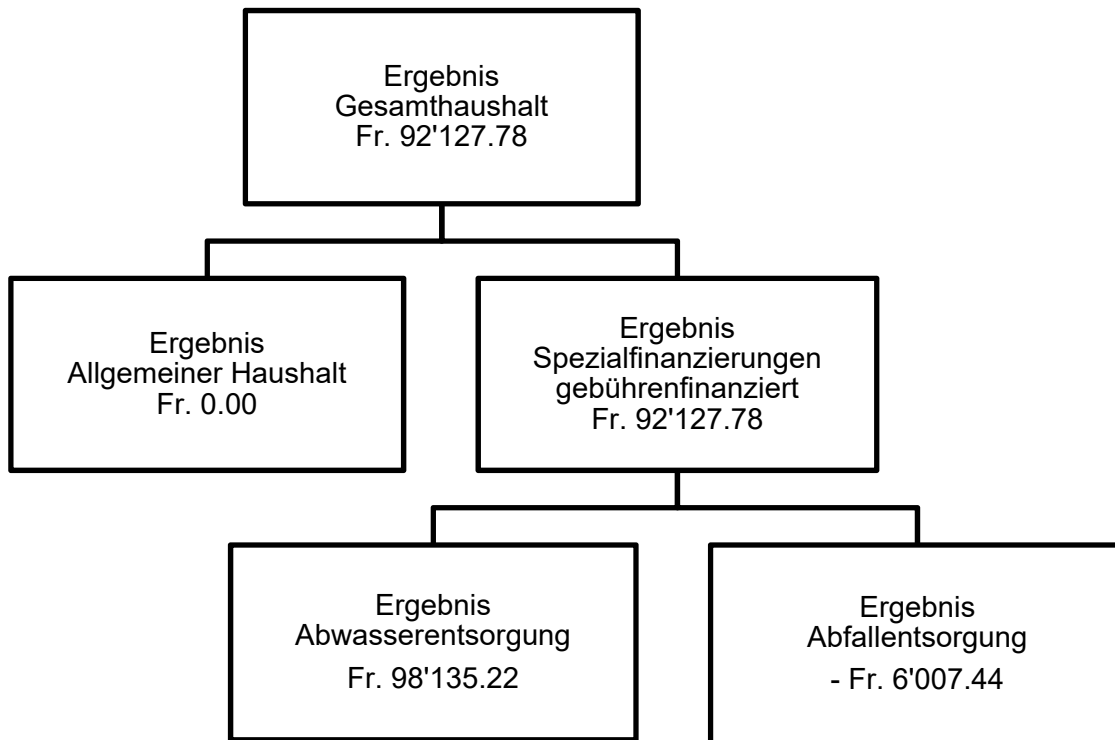 Ergebnis
Gesamthaushalt
Fr. 92'127.78
Ergebnis
Allgemeiner Haushalt
Fr. 0.00
Ergebnis
Spezialfinanzierungen
gebührenfinanziert
Fr. 92'127.78
Ergebnis
Abwasserentsorgung
Fr. 98'135.22
Ergebnis
Abfallentsorgung
- Fr. 6'007.44